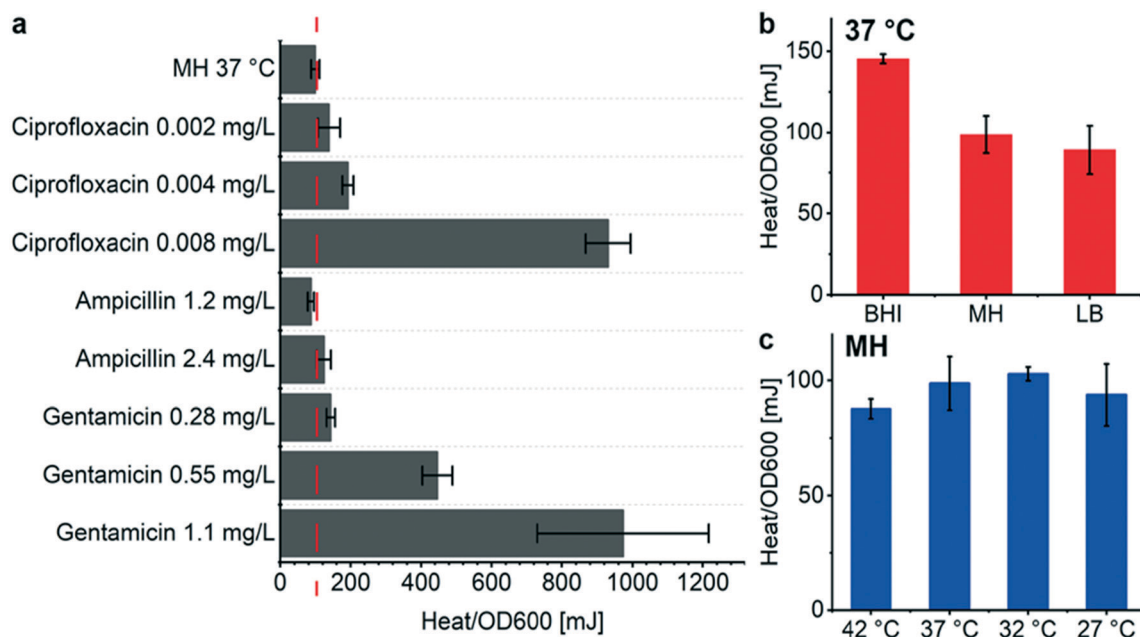 a
MH 37 °C
Ciprofloxacin 0.002 mg/L
Ciprofloxacin 0.004 mg/L
Ciprofloxacin 0.008 mg/L
Ampicillin 1.2 mg/L
Ampicillin 2.4 mg/L
Gentamicin 0.28 mg/L
Gentamicin 0.55 mg/L
Gentamicin 1.1 mg/L
0 200 400 600 800 1000 1200
Heat/OD600 [mJ]
b
37 °C
Heat/OD600 [mJ]
150
100
50
0
BHI MH LB
c
MH
Heat/OD600 [mJ]
100
50
0
42 °C 37 °C 32 °C 27 °C